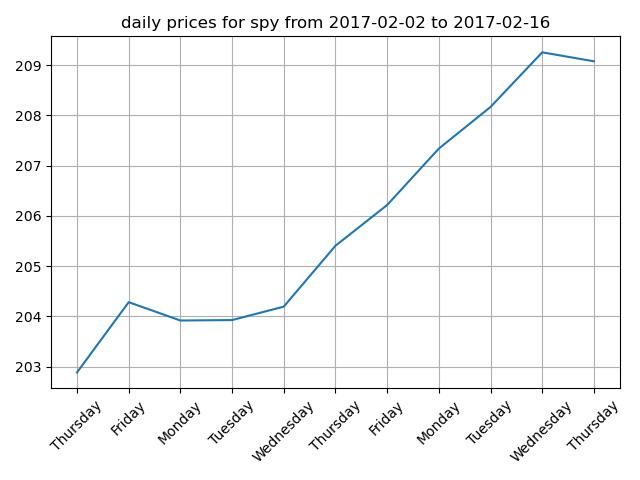 daily prices for spy from 2017-02-02 to 2017-02-16
209
208
207
206
205
204
203
Thursday
Friday
Monday
Tuesday
Wednesday
Thursday
Friday
Monday
Tuesday
Wednesday
Thursday